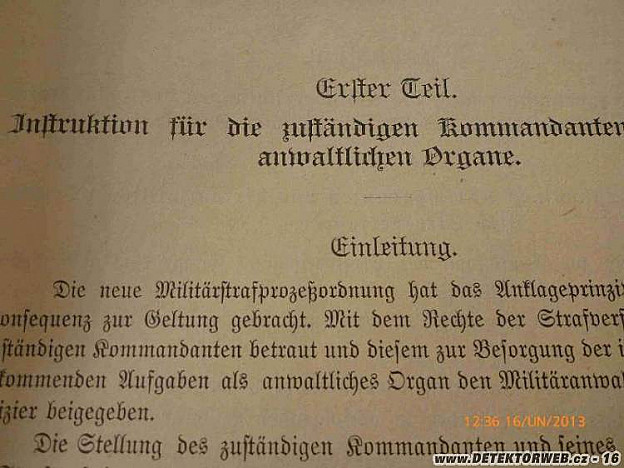 Erster Teil.
Instruktion für die zuständigen Kommandanten
anwaltlichen Organe.
Einleitung.
Die neue Militärstrafprozeßordnung hat das Anklageprinzi
onsequenz zur Geltung gebracht. Mit dem Rechte der Strafverf
ständigen Kommandanten betraut und diesem zur Besorgung der i
kommenden Aufgaben als anwaltliches Organ den Militäranwa
izier beigegeben.
Die Stellung des zuständigen Kommandanten und seines
12:36 16/UN/2013
www.DETEKTORWEB.cz - 16